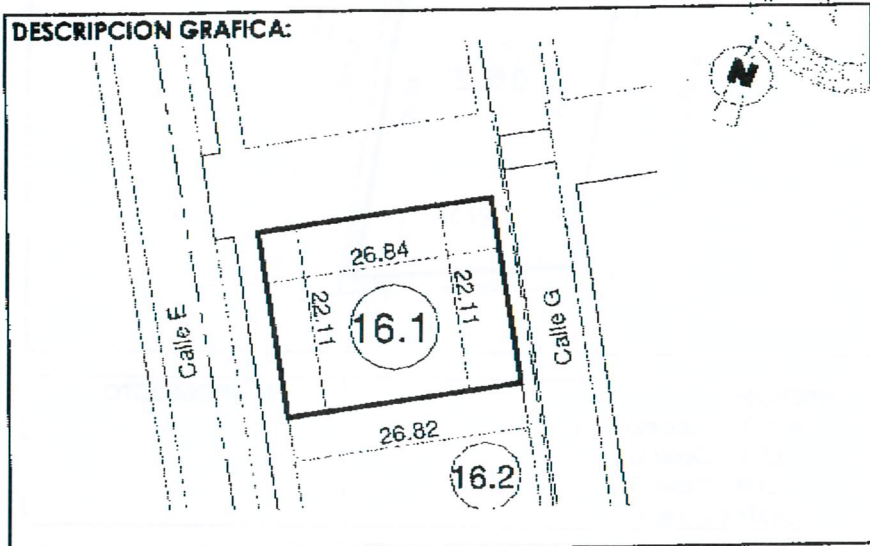 DESCRIPCION GRAFICA:
N
26.84
22.11
22.11
16.1
Calle E
Calle G
26.82
16.2